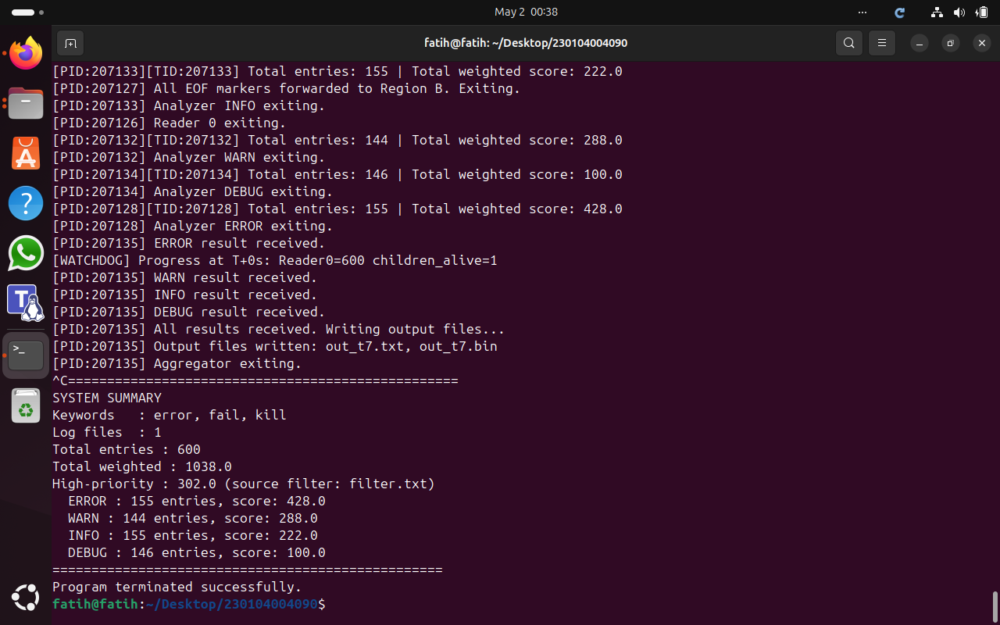 May 2 00:38
fatih@fatih: ~/Desktop/230104004090
[PID:207133][TID:207133] Total entries: 155 | Total weighted score: 222.0
[PID:207127] All EOF markers forwarded to Region B. Exiting.
[PID:207133] Analyzer INFO exiting.
[PID:207126] Reader 0 exiting.
[PID:207132][TID:207132] Total entries: 144 | Total weighted score: 288.0
[PID:207132] Analyzer WARN exiting.
[PID:207134][TID:207134] Total entries: 146 | Total weighted score: 100.0
[PID:207134] Analyzer DEBUG exiting.
[PID:207128][TID:207128] Total entries: 155 | Total weighted score: 428.0
[PID:207128] Analyzer ERROR exiting.
[PID:207135] ERROR result received.
[WATCHDOG] Progress at T+0s: Reader0=600 children_alive=1
[PID:207135] WARN result received.
[PID:207135] INFO result received.
[PID:207135] DEBUG result received.
[PID:207135] All results received. Writing output files...
[PID:207135] Output files written: out_t7.txt, out_t7.bin
[PID:207135] Aggregator exiting.
^C==================================================
SYSTEM SUMMARY
Keywords   : error, fail, kill
Log files  : 1
Total entries : 600
Total weighted : 1038.0
High-priority : 302.0 (source filter: filter.txt)
  ERROR : 155 entries, score: 428.0
  WARN : 144 entries, score: 288.0
  INFO : 155 entries, score: 222.0
  DEBUG : 146 entries, score: 100.0
==================================================
Program terminated successfully.
fatih@fatih:~/Desktop/230104004090$